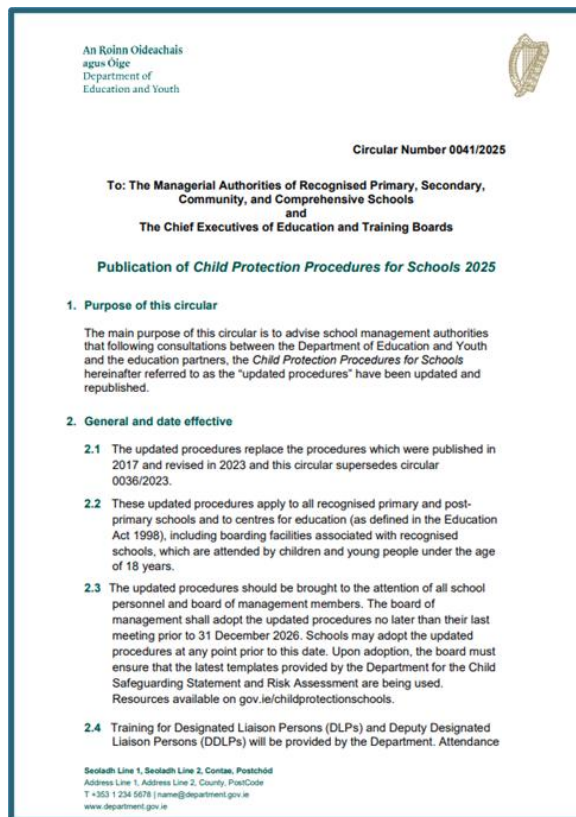 An Roinn Oideachais
agus Óige
Department of
Education and Youth
Circular Number 0041/2025
To: The Managerial Authorities of Recognised Primary, Secondary,
Community, and Comprehensive Schools
and
The Chief Executives of Education and Training Boards
Publication of Child Protection Procedures for Schools 2025
1. Purpose of this circular
The main purpose of this circular is to advise school management authorities
that following consultations between the Department of Education and Youth
and the education partners, the Child Protection Procedures for Schools
hereinafter referred to as the “updated procedures” have been updated and
republished.
2. General and date effective
2.1 The updated procedures replace the procedures which were published in
2017 and revised in 2023 and this circular supersedes circular
0036/2023.
2.2 These updated procedures apply to all recognised primary and post-
primary schools and to centres for education (as defined in the Education
Act 1998), including boarding facilities associated with recognised
schools, which are attended by children and young people under the age
of 18 years.
2.3 The updated procedures should be brought to the attention of all school
personnel and board of management members. The board of
management shall adopt the updated procedures no later than their last
meeting prior to 31 December 2026. Schools may adopt the updated
procedures at any point prior to this date. Upon adoption, the board must
ensure that the latest templates provided by the Department for the Child
Safeguarding Statement and Risk Assessment are being used.
Resources available on gov.ie/childprotectionschools.
2.4 Training for Designated Liaison Persons (DLPs) and Deputy Designated
Liaison Persons (DDLPs) will be provided by the Department. Attendance
Seoladh Line 1, Seoladh Line 2, Contae, Postchód
Address Line 1, Address Line 2, County, PostCode
T +353 1 234 5678 | name@department.gov.ie
www.department.gov.ie